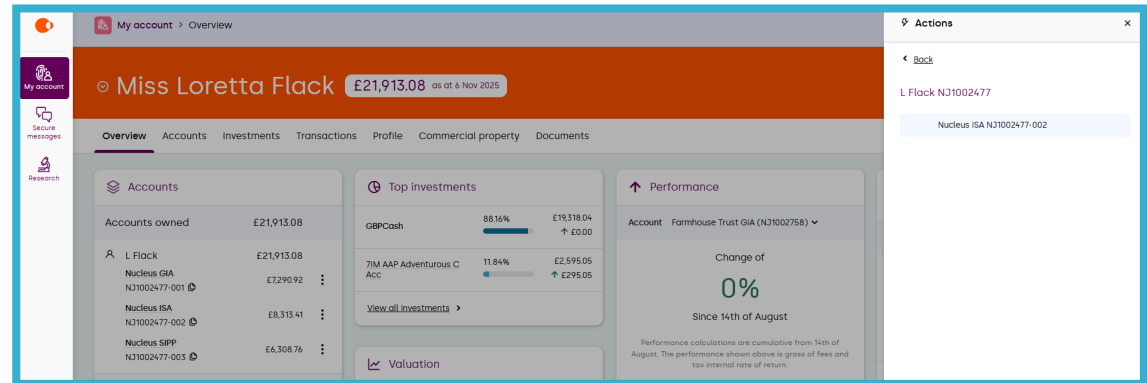 My account > Overview
Actions
Back
L Flack NJ1002477
Nucleus ISA NJ1002477-002
My account
Secure
messages
Research
Miss Loretta Flack £21,913.08 as at 6 Nov 2025
Overview Accounts Investments Transactions Profile Commercial property Documents
Accounts
Accounts owned £21,913.08
L Flack £21,913.08
Nucleus GIA
NJ1002477-001
£7,290.92
Nucleus ISA
NJ1002477-002
£8,313.41
Nucleus SIPP
NJ1002477-003
£6,308.76
Top investments
GBPCash 88.16% £19,318.04
£0.00
7IM AAP Adventurous C
Acc
11.84% £2,595.05
£295.05
View all investments >
Valuation
Performance
Account Farmhouse Trust GIA (NJ1002758)
Change of
0%
Since 14th of August
Performance calculations are cumulative from 14th of
August. The performance shown above is gross of fees and
tax internal rate of return.